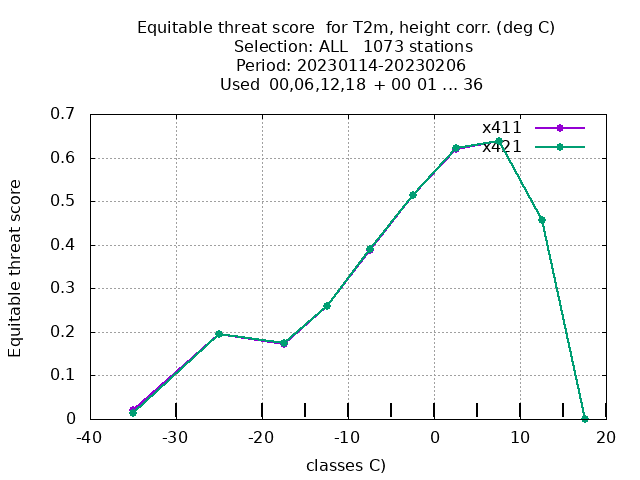 Equitable threat score  for T2m, height corr. (deg C)
Selection: ALL   1073 stations
Period: 20230114-20230206
Used  00,06,12,18  + 00 01 ... 36
x411
x421
Equitable threat score
0.7
0.6
0.5
0.4
0.3
0.2
0.1
0
-40 -30 -20 -10 0 10 20
classes C)